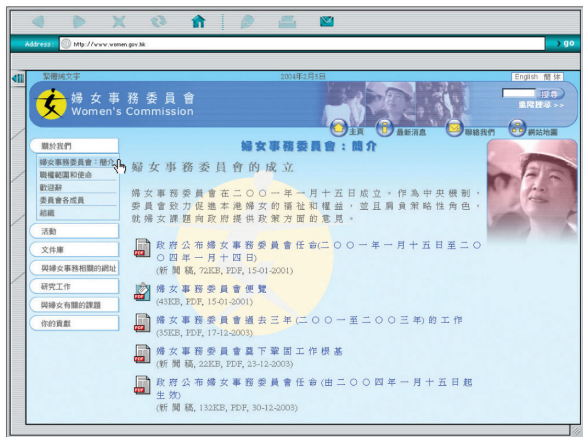 Address: http://www.women.gov.hk
go
繁體純文字
2004年2月5日
English 簡体
婦女事務委員會
Women's Commission
搜尋
進階搜尋 >>
主頁
最新消息
聯絡我們
網站地圖
關於我們
婦女事務委員會：簡介
職權範圍和使命
歡迎辭
委員會各成員
組織
活動
文件庫
與婦女事務相關的網址
研究工作
與婦女有關的課題
你的貢獻
婦女事務委員會：簡介
婦女事務委員會的成立
婦女事務委員會在二〇〇一年一月十五日成立。作為中央機制，
委員會致力促進本港婦女的福祉和權益，並且肩負策略性角色，
就婦女課題向政府提供政策方面的意見。
政府公布婦女事務委員會任命(二〇〇一年一月十五日至二〇
〇四年一月十四日)
(新聞稿, 72KB, PDF, 15-01-2001)
婦女事務委員會便覽
(43KB, PDF, 15-01-2001)
婦女事務委員會過去三年(二〇〇一至二〇〇三年)的工作
(35KB, PDF, 17-12-2003)
婦女事務委員會奠下鞏固工作根基
(新聞稿, 22KB, PDF, 23-12-2003)
政府公布婦女事務委員會任命(由二〇〇四年一月十五日起
生效)
(新聞稿, 132KB, PDF, 30-12-2003)